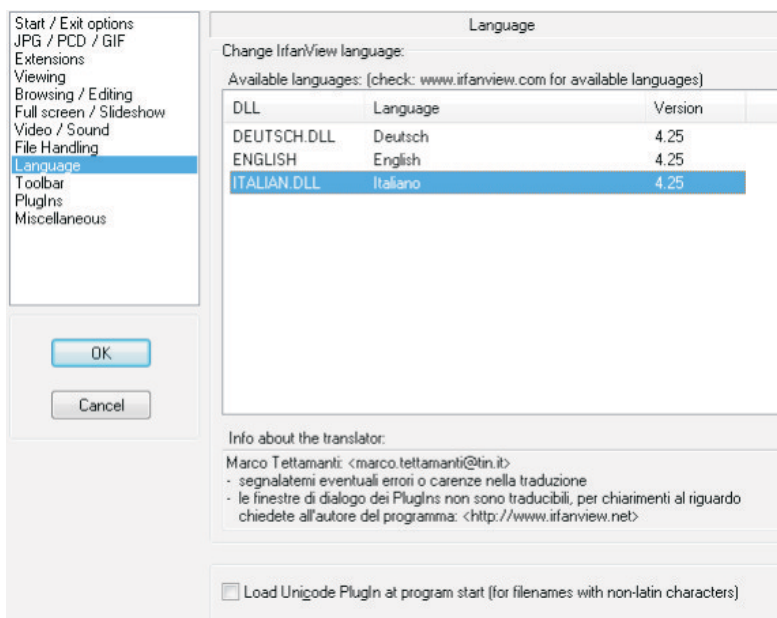 Start / Exit options
JPG / PCD / GIF
Extensions
Viewing
Browsing / Editing
Full screen / Slideshow
Video / Sound
File Handling
Language
Toolbar
PlugIns
Miscellaneous
OK
Cancel
Language
Change IrfanView language:
Available languages: (check: www.irfanview.com for available languages)
DLL Language Version
DEUTSCH.DLL Deutsch 4.25
ENGLISH English 4.25
ITALIAN.DLL Italiano 4.25
Info about the translator:
Marco Tettamanti: <marco.tettamanti@tin.it>
- segnalatemi eventuali errori o carenze nella traduzione
- le finestre di dialogo dei PlugIns non sono traducibili, per chiarimenti al riguardo
chiedete all'autore del programma: <http://www.irfanview.net>
Load Unicode PlugIn at program start (for filenames with non-latin characters)